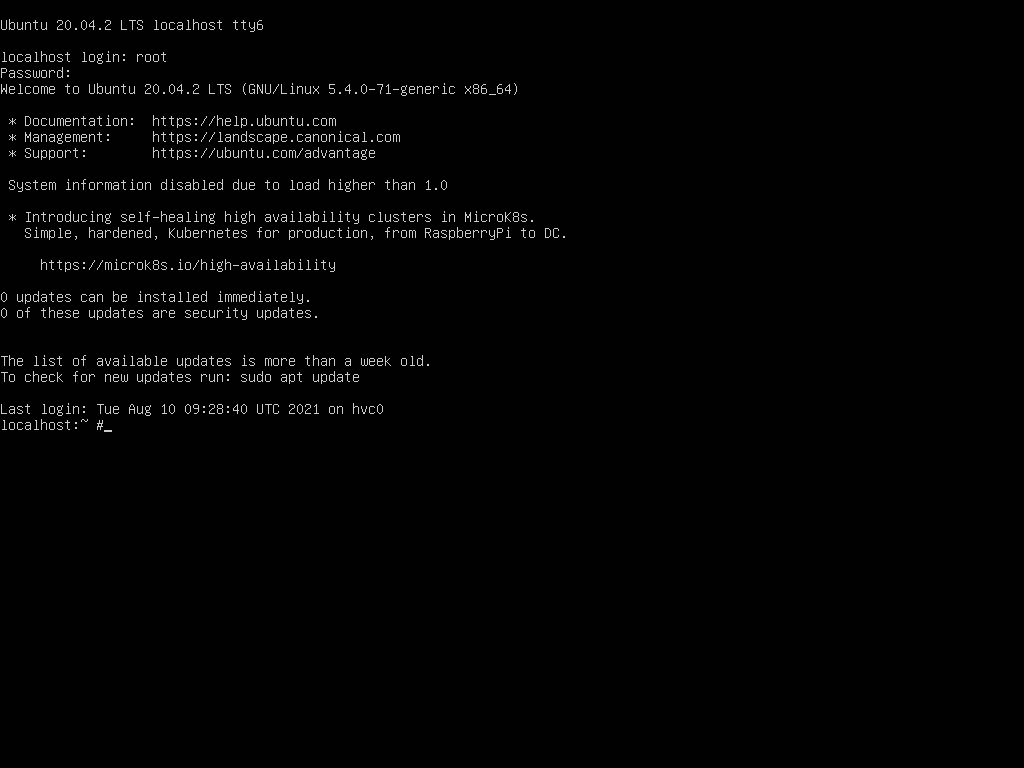 Ubuntu 20.04.2 LTS localhost tty6
localhost login: root
Password:
Welcome to Ubuntu 20.04.2 LTS (GNU/Linux 5.4.0-71-generic x86_64)
* Documentation:  https://help.ubuntu.com
* Management:     https://landscape.canonical.com
* Support:        https://ubuntu.com/advantage
System information disabled due to load higher than 1.0
* Introducing self-healing high availability clusters in MicroK8s.
Simple, hardened, Kubernetes for production, from RaspberryPi to DC.
https://microk8s.io/high-availability
0 updates can be installed immediately.
0 of these updates are security updates.
The list of available updates is more than a week old.
To check for new updates run: sudo apt update
Last login: Tue Aug 10 09:28:40 UTC 2021 on hvc0
localhost:~ #_